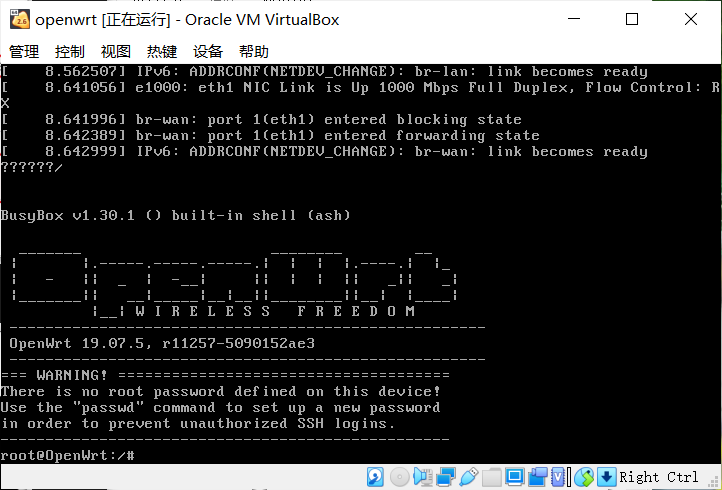 openwrt [正在运行] - Oracle VM VirtualBox
管理 控制 视图 热键 设备 帮助
[    8.562507] IPv6: ADDRCONF(NETDEV_CHANGE): br-lan: link becomes ready
[    8.641056] e1000: eth1 NIC Link is Up 1000 Mbps Full Duplex, Flow Control: R
X
[    8.641996] br-wan: port 1(eth1) entered blocking state
[    8.642389] br-wan: port 1(eth1) entered forwarding state
[    8.642999] IPv6: ADDRCONF(NETDEV_CHANGE): br-wan: link becomes ready
??????/
BusyBox v1.30.1 () built-in shell (ash)
OpenWrt
W I R E L E S S   F R E E D O M
-----------------------------------------------------
OpenWrt 19.07.5, r11257-5090152ae3
-----------------------------------------------------
=== WARNING! =====================================
There is no root password defined on this device!
Use the "passwd" command to set up a new password
in order to prevent unauthorized SSH logins.
--------------------------------------------------
root@OpenWrt:/#
Right Ctrl